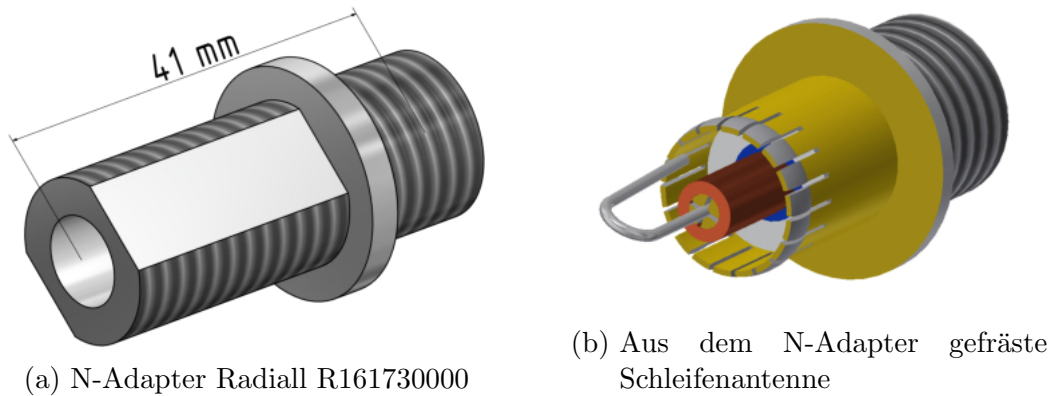 41 mm
(a) N-Adapter Radiall R161730000
(b) Aus dem N-Adapter gefräste
Schleifenantenne